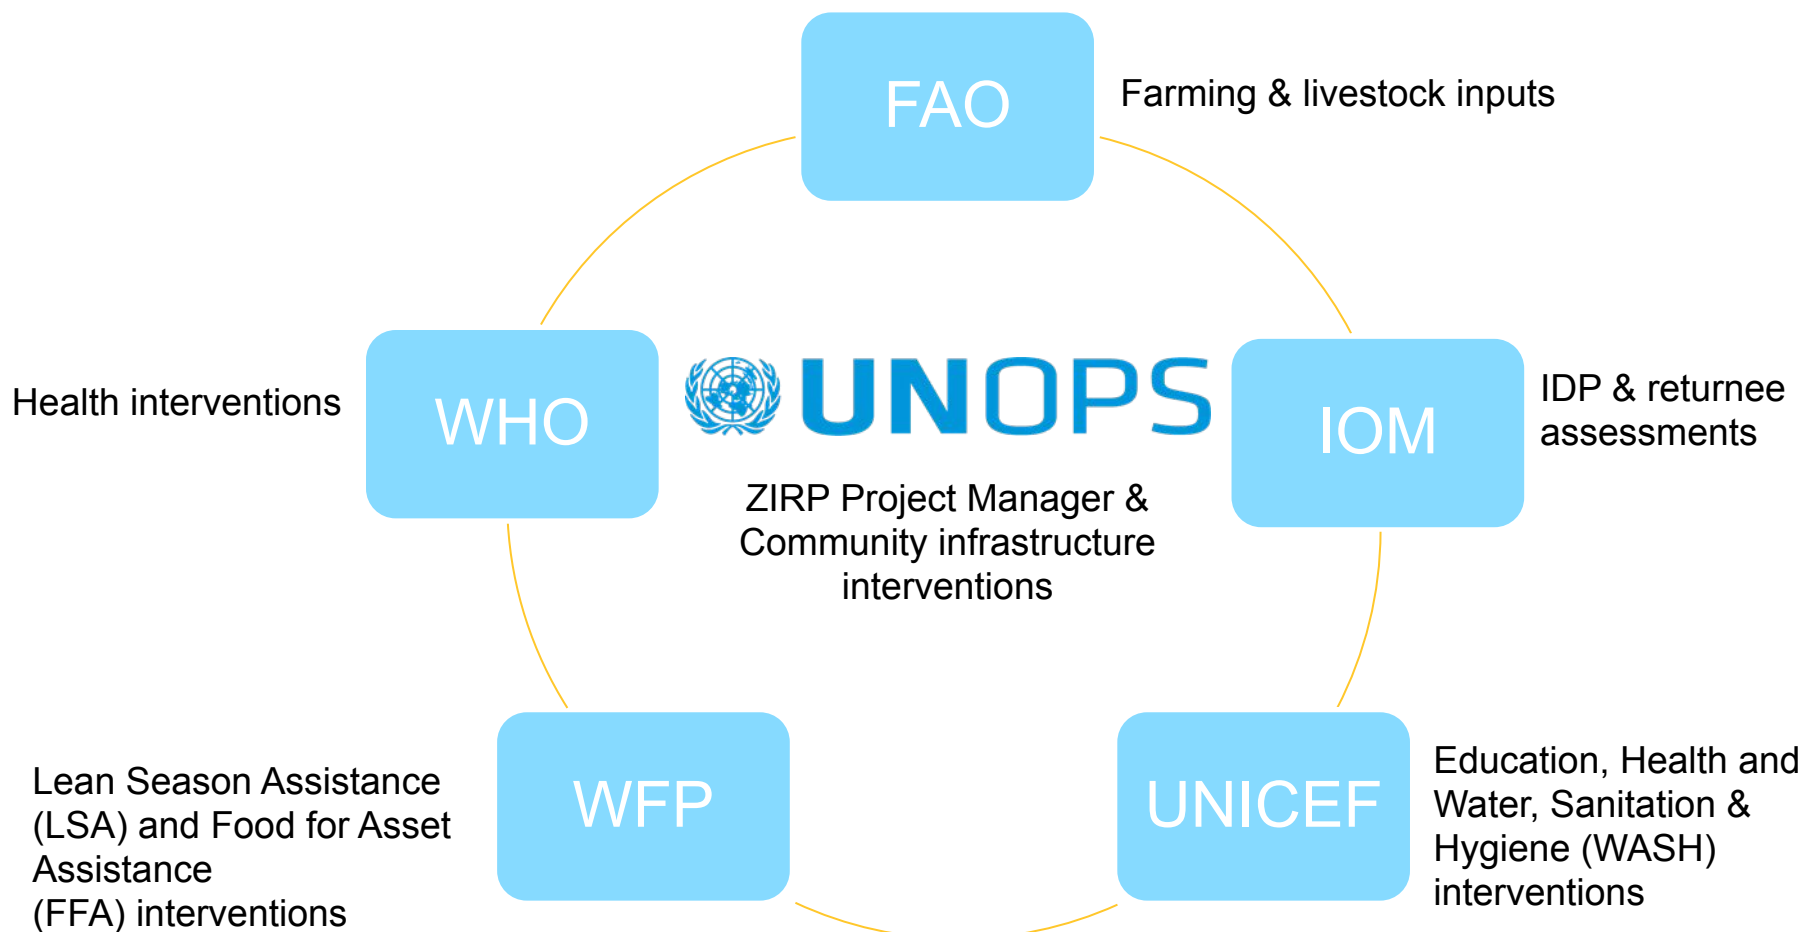 FAO
Farming & livestock inputs
Health interventions
WHO
UNOPS
IOM
IDP & returnee
assessments
ZIRP Project Manager &
Community infrastructure
interventions
Lean Season Assistance
(LSA) and Food for Asset
Assistance
(FFA) interventions
WFP
UNICEF
Education, Health and
Water, Sanitation &
Hygiene (WASH)
interventions